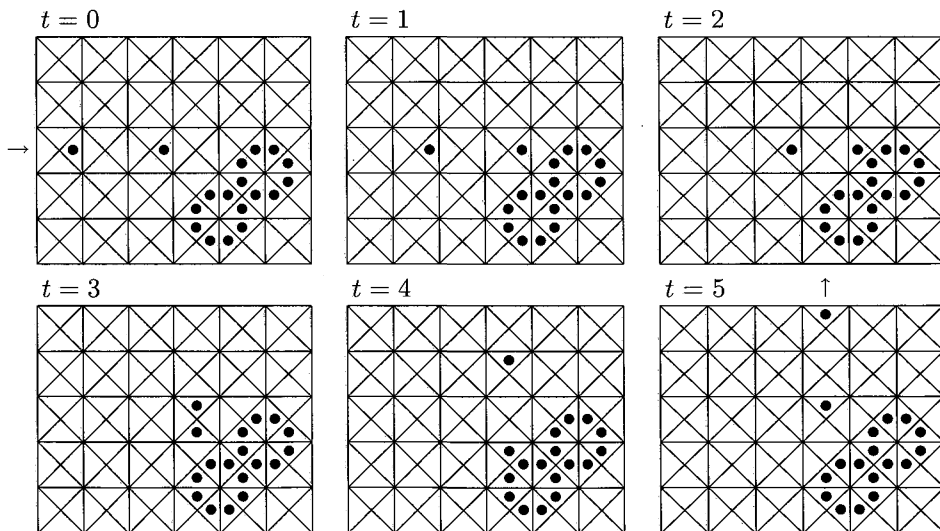 t = 0 t = 1 t = 2
→
t = 3 t = 4 t = 5
↑